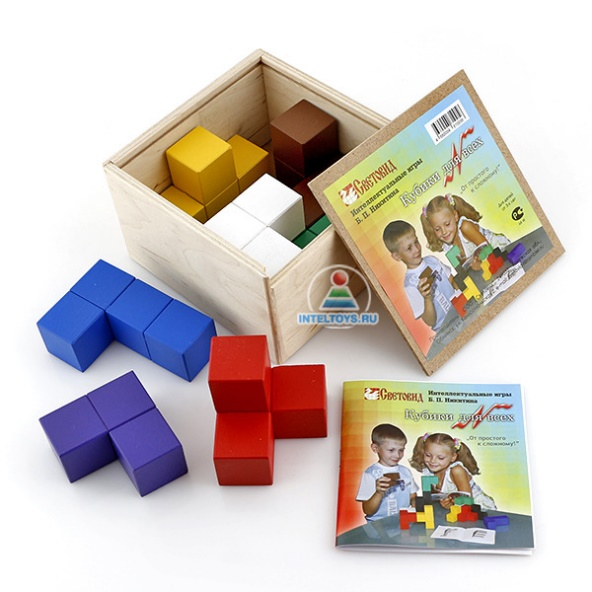 Световид
Интеллектуальные игры
Б. П. Никитина
Кубики для всех
„От простого
к сложному!"
INTELTOYS.RU
Световид
Интеллектуальные игры
Б. П. Никитина
Кубики для всех
„От простого
к сложному!"